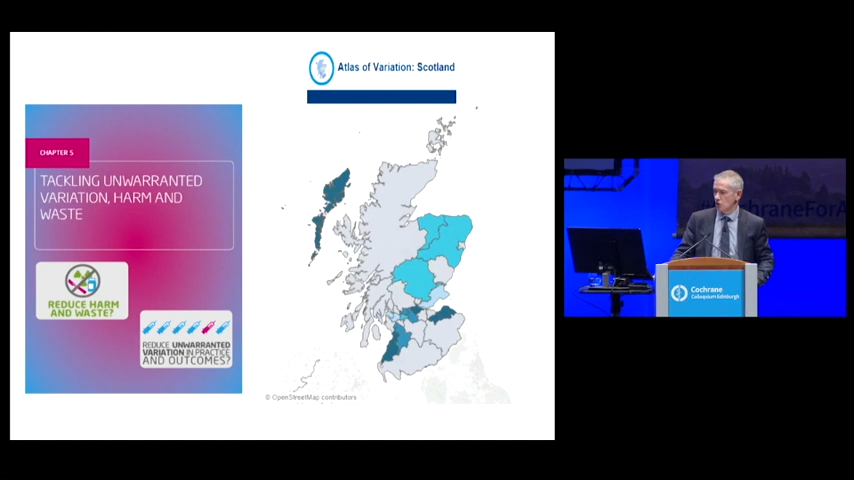 Atlas of Variation: Scotland
CHAPTER 5
TACKLING UNWARRANTED
VARIATION, HARM AND
WASTE
REDUCE HARM
AND WASTE?
REDUCE UNWARRANTED
VARIATION IN PRACTICE
AND OUTCOMES?
© OpenStreetMap contributors
#CochraneForA
Cochrane
Colloquium Edinburgh